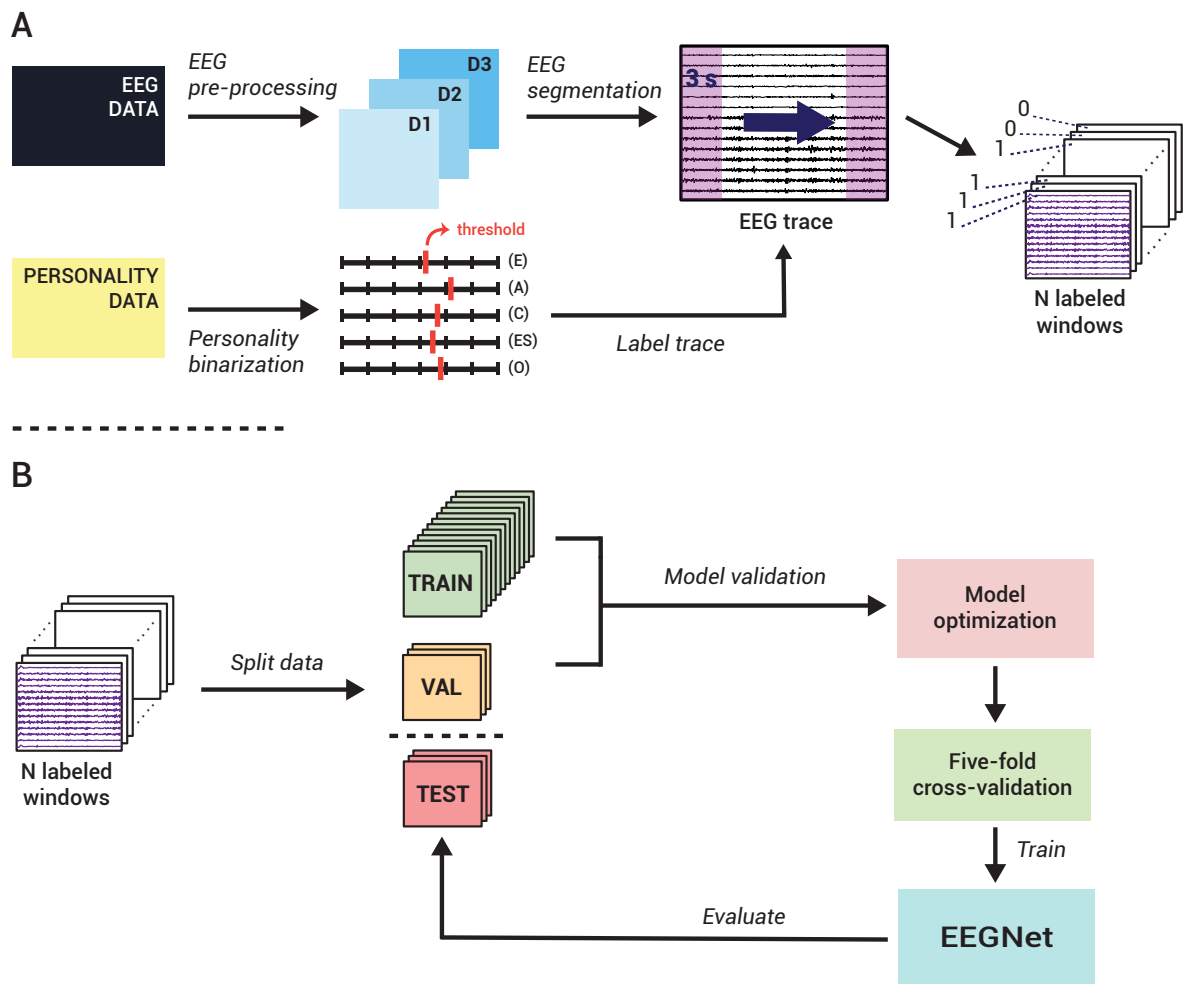 A
EEG
DATA
EEG
pre-processing
D3
D2
D1
EEG
segmentation
3 s
EEG trace
0
0
1
1
1
1
N labeled
windows
PERSONALITY
DATA
Personality
binarization
threshold
(E)
(A)
(C)
(ES)
(O)
Label trace
B
N labeled
windows
Split data
TRAIN
VAL
TEST
Model validation
Model
optimization
Five-fold
cross-validation
Train
EEGNet
Evaluate